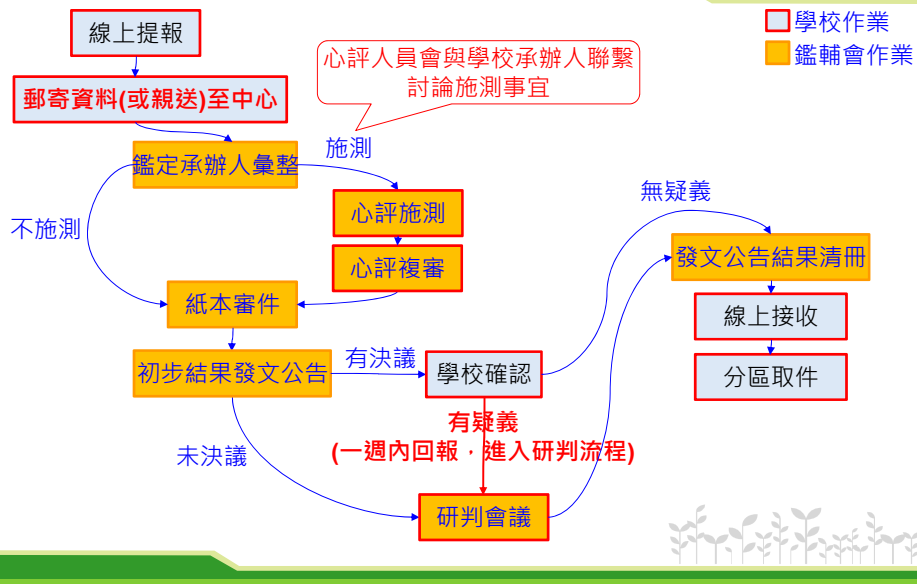 線上提報
學校作業
鑑輔會作業
心評人員會與學校承辦人聯繫
討論施測事宜
郵寄資料(或親送)至中心
鑑定承辦人彙整
施測
不施測
心評施測
心評複審
紙本審件
初步結果發文公告
有決議
學校確認
無疑義
有疑義
(一週內回報，進入研判流程)
未決議
研判會議
發文公告結果清冊
線上接收
分區取件